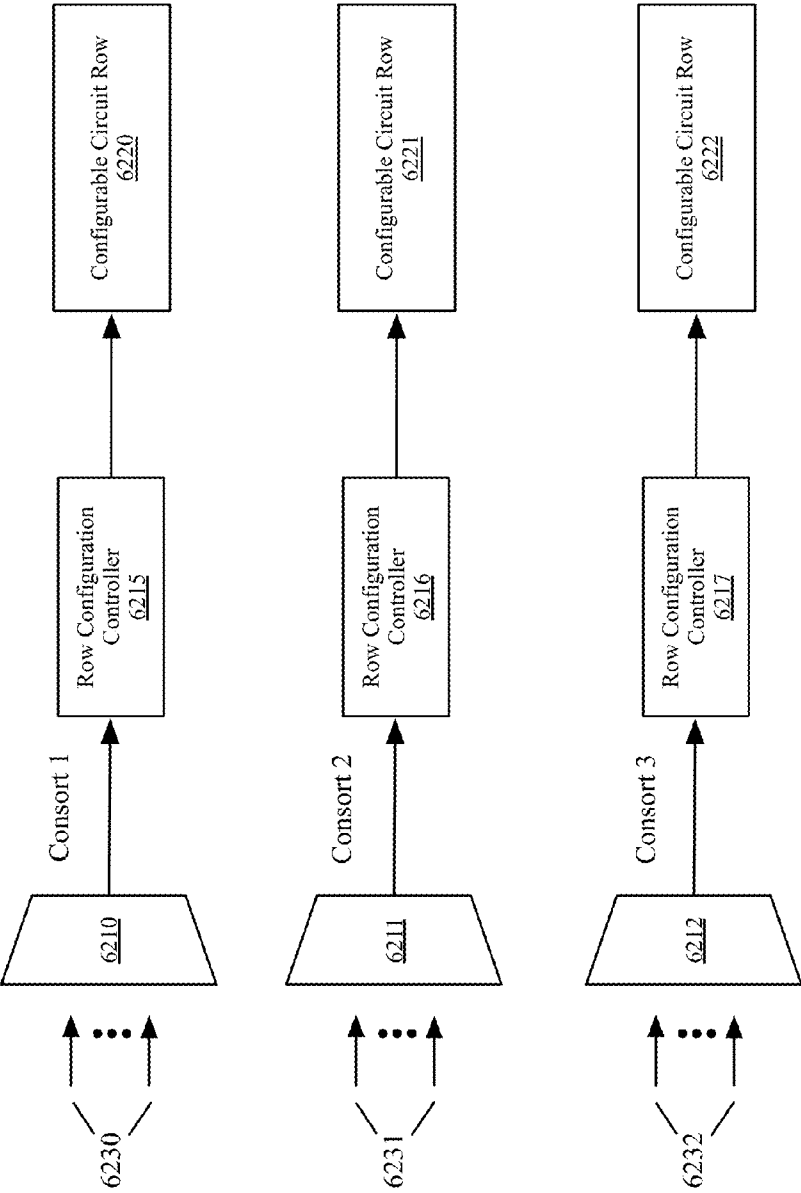 6230
6210
Consort 1
Row Configuration
Controller
6215
Configurable Circuit Row
6220
6231
6211
Consort 2
Row Configuration
Controller
6216
Configurable Circuit Row
6221
6232
6212
Consort 3
Row Configuration
Controller
6217
Configurable Circuit Row
6222